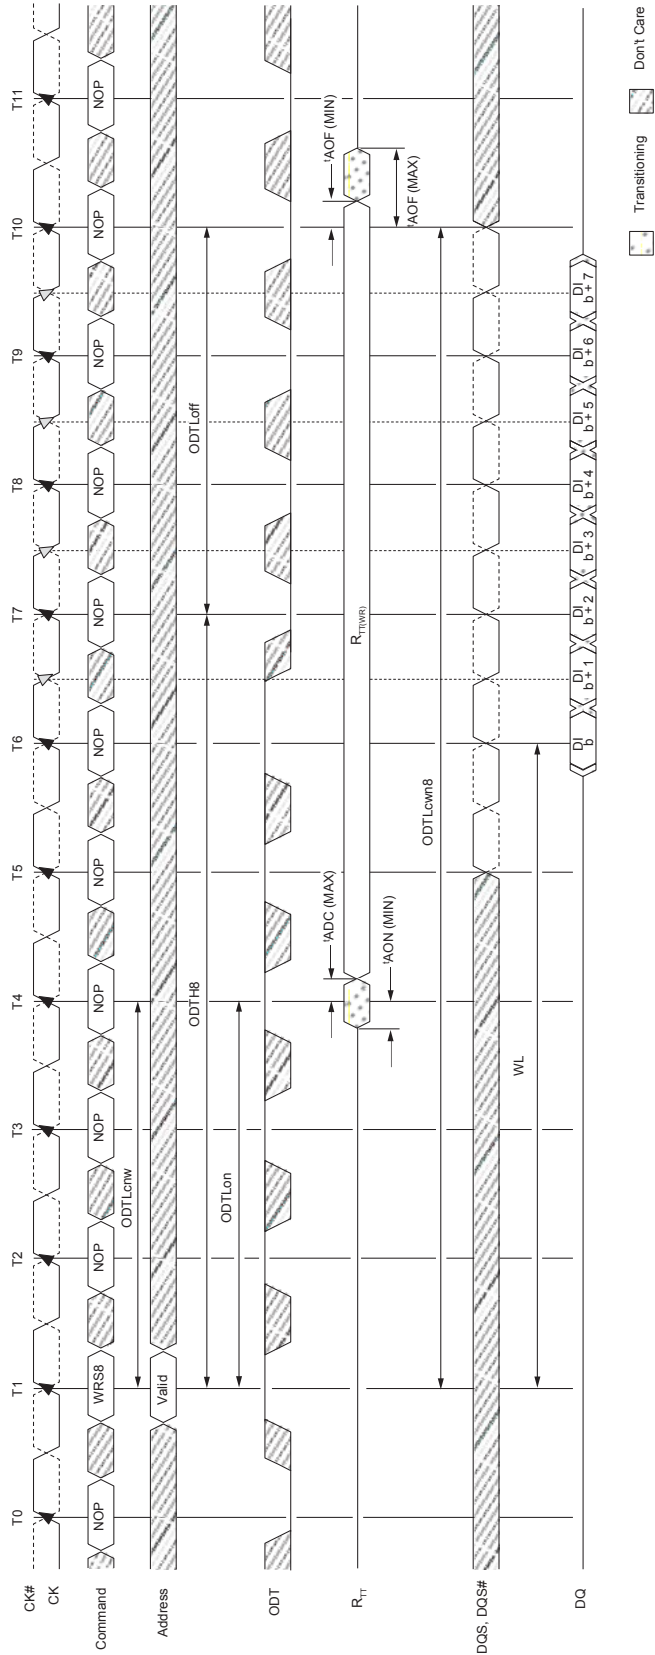 T0 T1 T2 T3 T4 T5 T6 T7 T8 T9 T10 T11
CK#
CK
Command
NOP WRS8 NOP NOP NOP NOP NOP NOP NOP NOP NOP NOP
ODTLcnw
Address
Valid
ODTH8 ODTLoff
ODTLon
ODT
tADC (MAX) tAOF (MIN)
RTT
RTT(WR)
tAON (MIN) tAOF (MAX)
ODTLcwn8
DQS, DQS#
WL
DQ
DI b
DI b + 1
DI b + 2
DI b + 3
DI b + 4
DI b + 5
DI b + 6
DI b + 7
Transitioning Don't Care